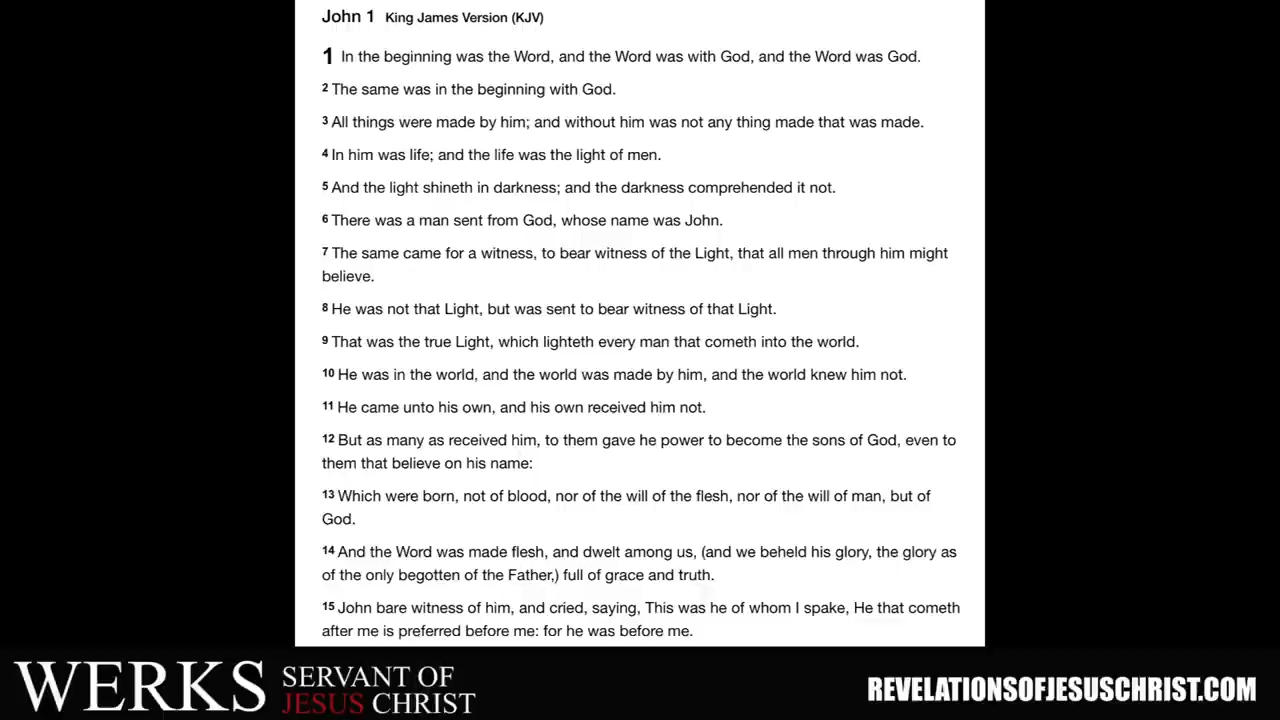 John 1 King James Version (KJV)
1 In the beginning was the Word, and the Word was with God, and the Word was God.
2 The same was in the beginning with God.
3 All things were made by him; and without him was not any thing made that was made.
4 In him was life; and the life was the light of men.
5 And the light shineth in darkness; and the darkness comprehended it not.
6 There was a man sent from God, whose name was John.
7 The same came for a witness, to bear witness of the Light, that all men through him might
believe.
8 He was not that Light, but was sent to bear witness of that Light.
9 That was the true Light, which lighteth every man that cometh into the world.
10 He was in the world, and the world was made by him, and the world knew him not.
11 He came unto his own, and his own received him not.
12 But as many as received him, to them gave he power to become the sons of God, even to
them that believe on his name:
13 Which were born, not of blood, nor of the will of the flesh, nor of the will of man, but of
God.
14 And the Word was made flesh, and dwelt among us, (and we beheld his glory, the glory as
of the only begotten of the Father,) full of grace and truth.
15 John bare witness of him, and cried, saying, This was he of whom I spake, He that cometh
after me is preferred before me: for he was before me.
WERKS
SERVANT OF
JESUS CHRIST
REVELATIONSOFJESUSCHRIST.COM